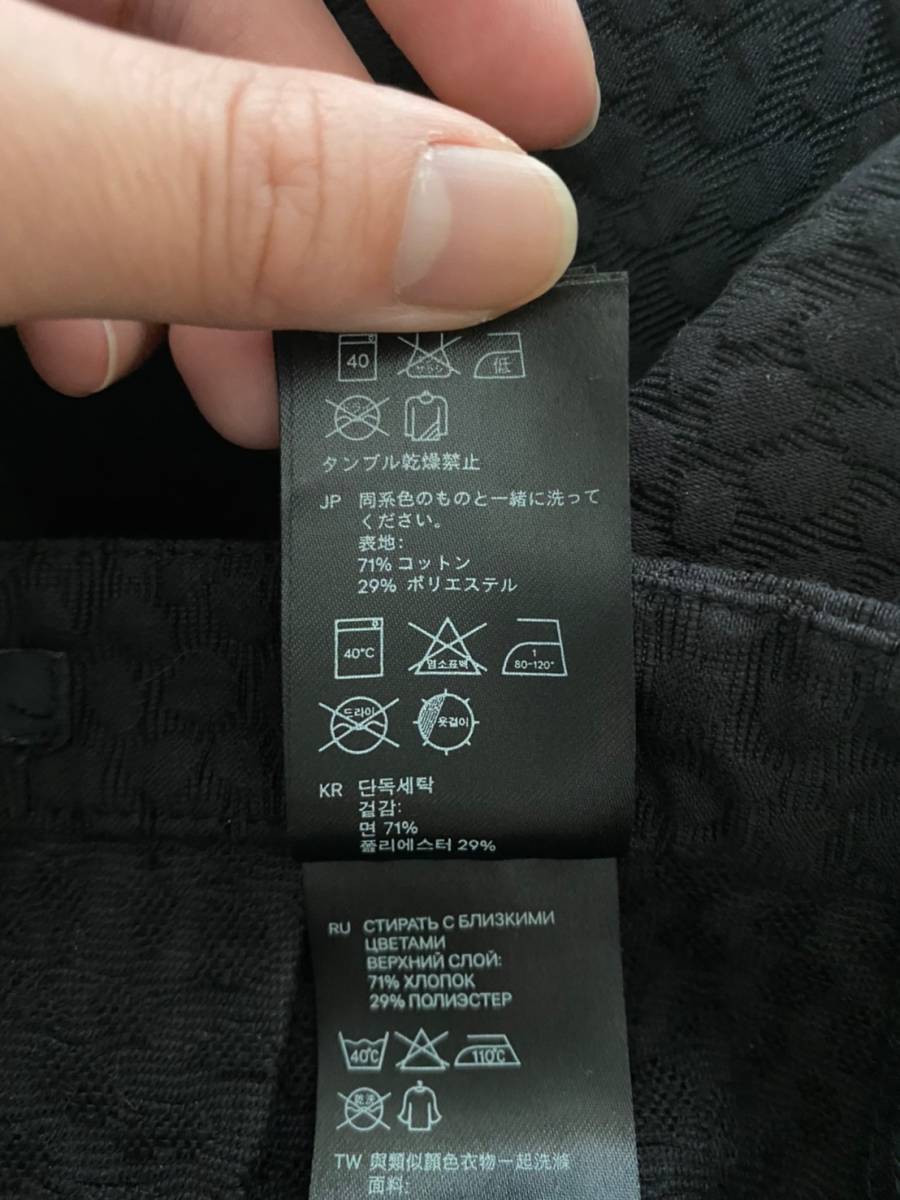 40
低
タンブル乾燥禁止
JP 同系色のものと一緒に洗って
ください。
表地:
71% コットン
29% ポリエステル
40°C
염소표백
1
80-120°
드라이
옷걸이
KR 단독세탁
겉감:
면 71%
폴리에스터 29%
RU СТИРАТЬ С БЛИЗКИМИ
ЦВЕТАМИ
ВЕРХНИЙ СЛОЙ:
71% ХЛОПОК
29% ПОЛИЭСТЕР
40°C
110°C
乾洗
TW 與類似顏色衣物一起洗滌
面料: